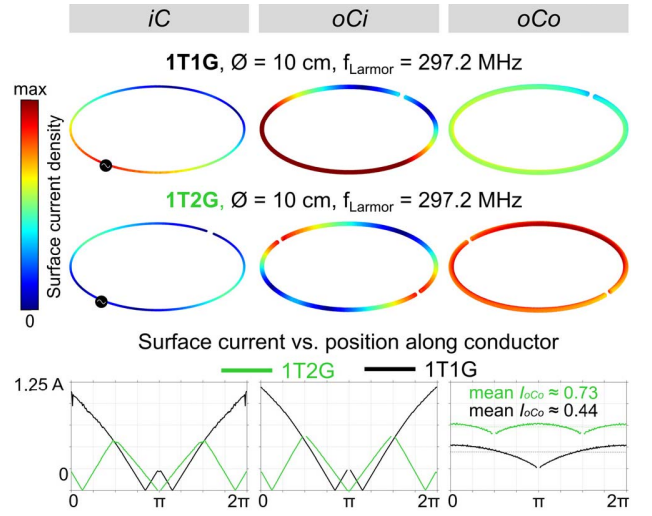 iC oCi oCo
1T1G, Ø = 10 cm, fLarmor = 297.2 MHz
max
Surface current density
0
1T2G, Ø = 10 cm, fLarmor = 297.2 MHz
Surface current vs. position along conductor
1T2G 1T1G
1.25 A
0
mean IoCo ≈ 0.73
mean IoCo ≈ 0.44
0 π 2π 0 π 2π 0 π 2π